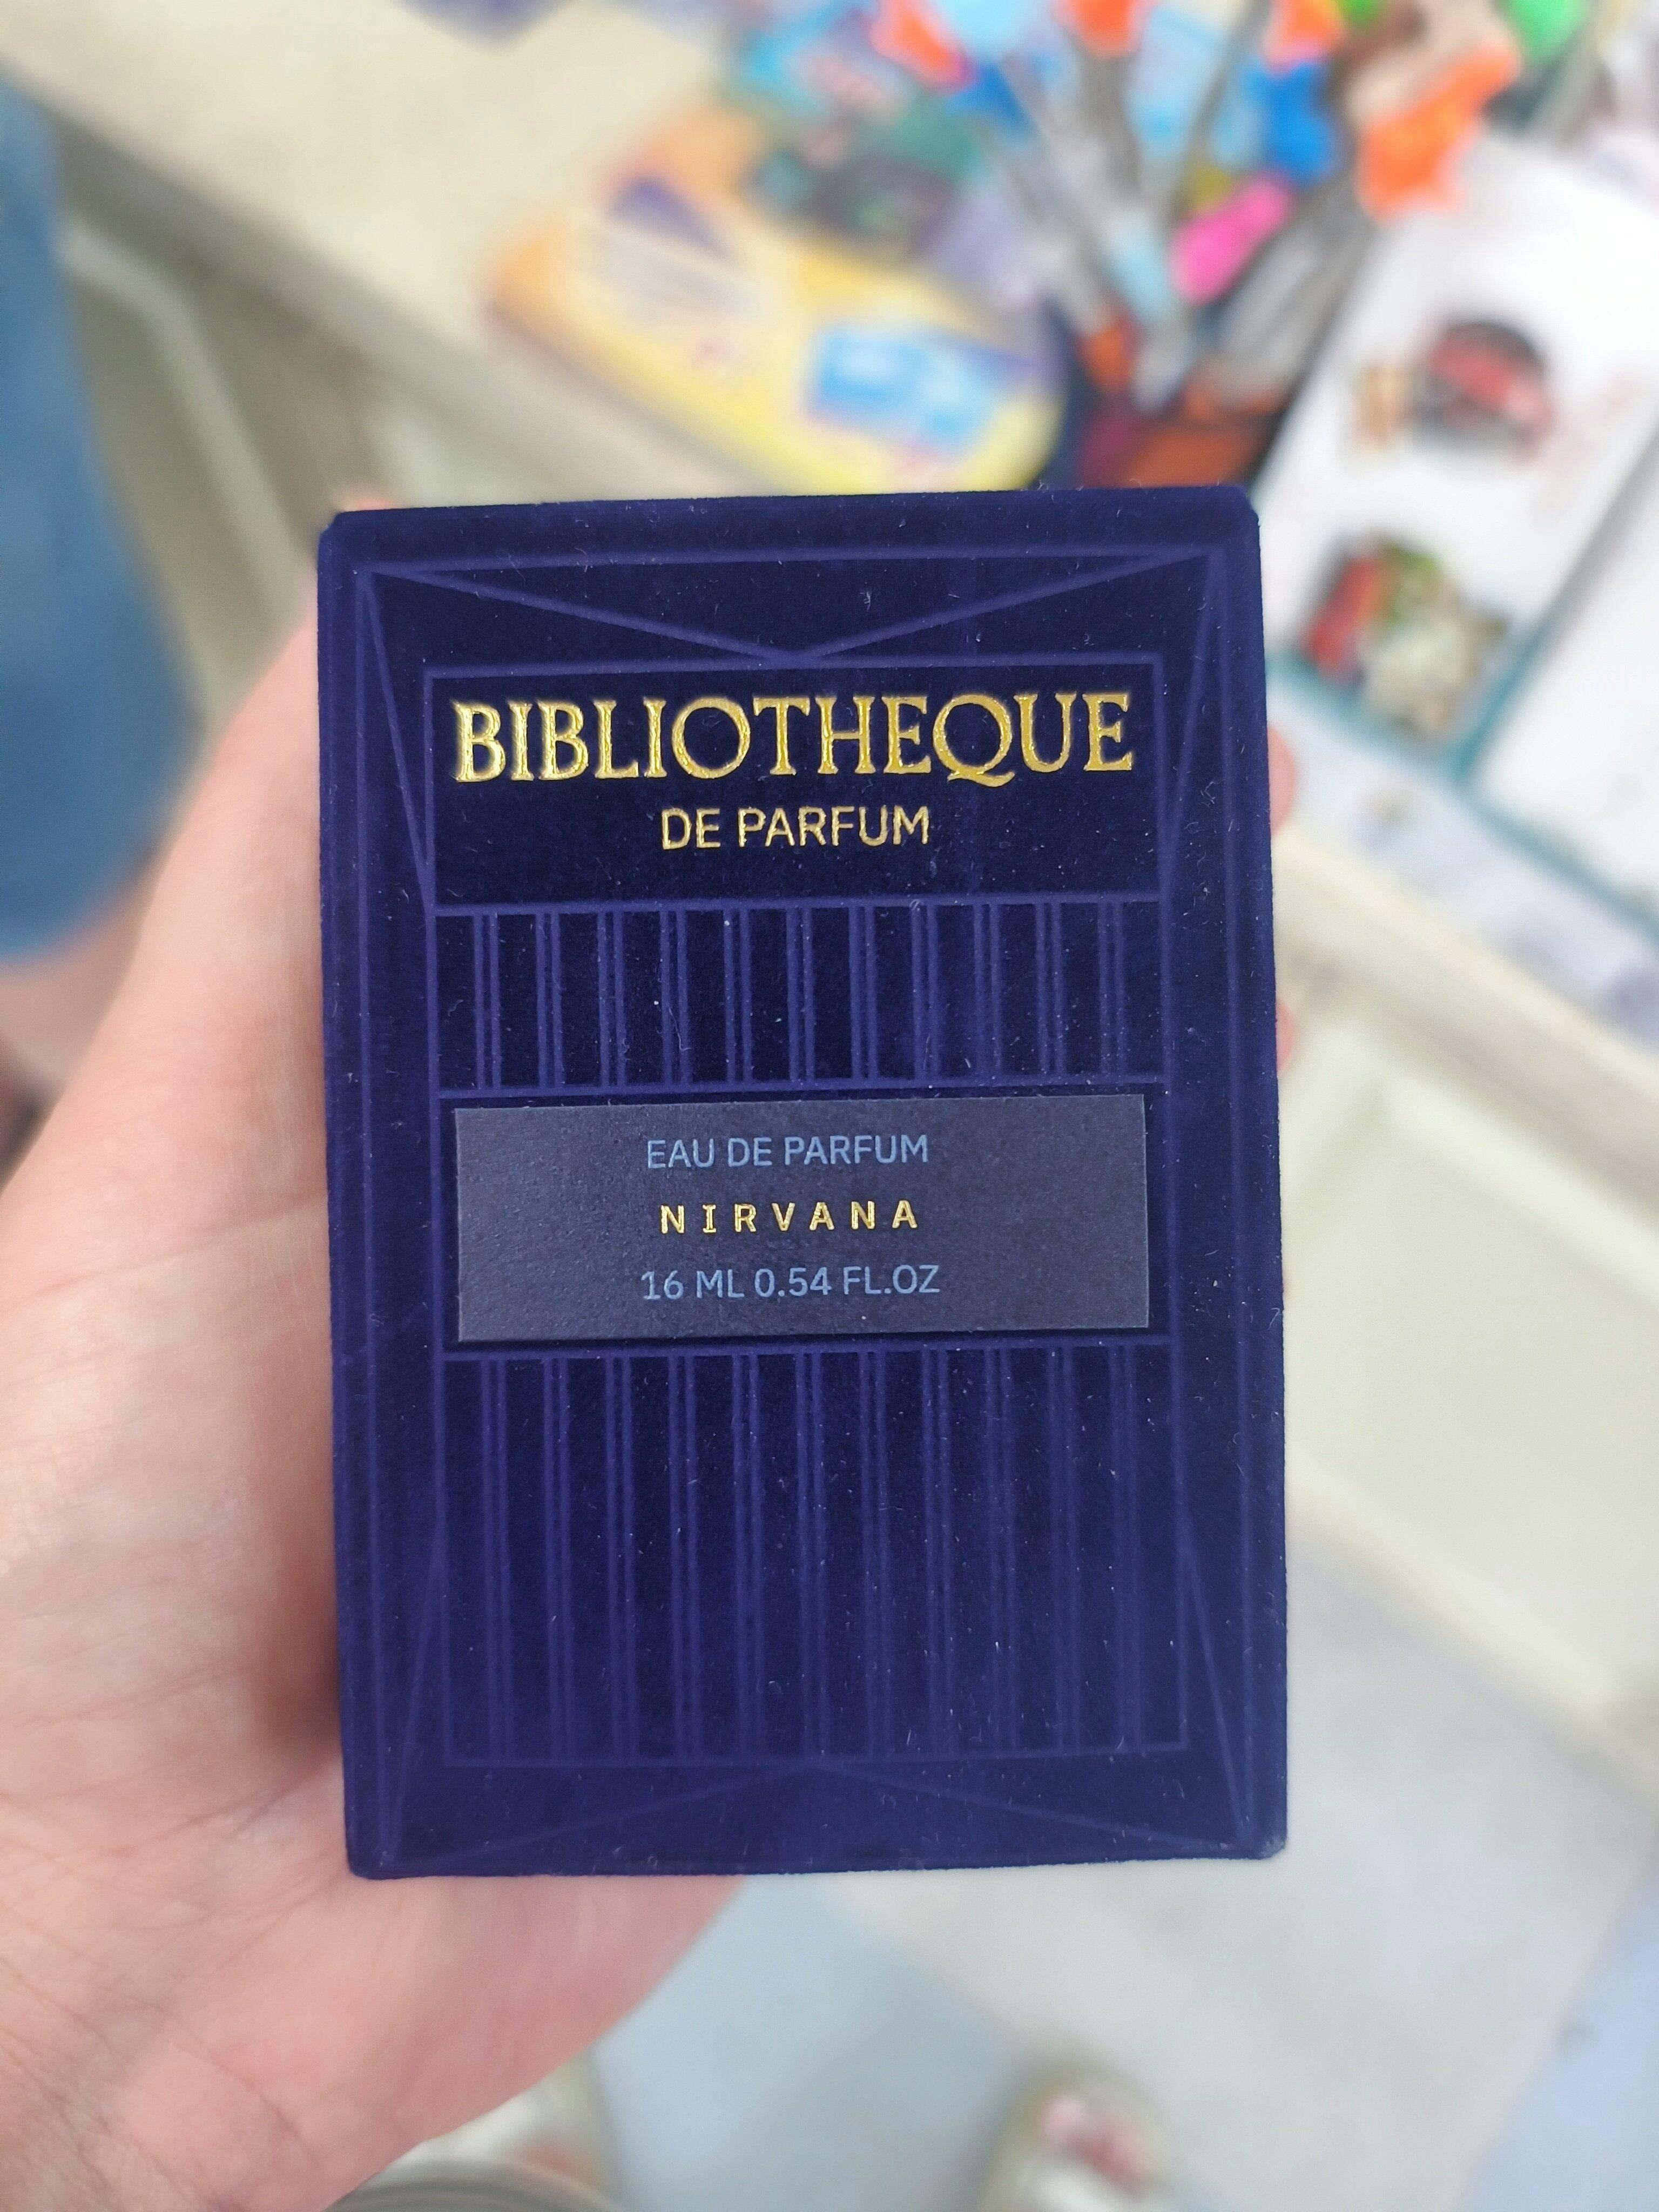 BIBLIOTHEQUE
DE PARFUM
EAU DE PARFUM
NIRVANA
16 ML 0.54 FL.OZ